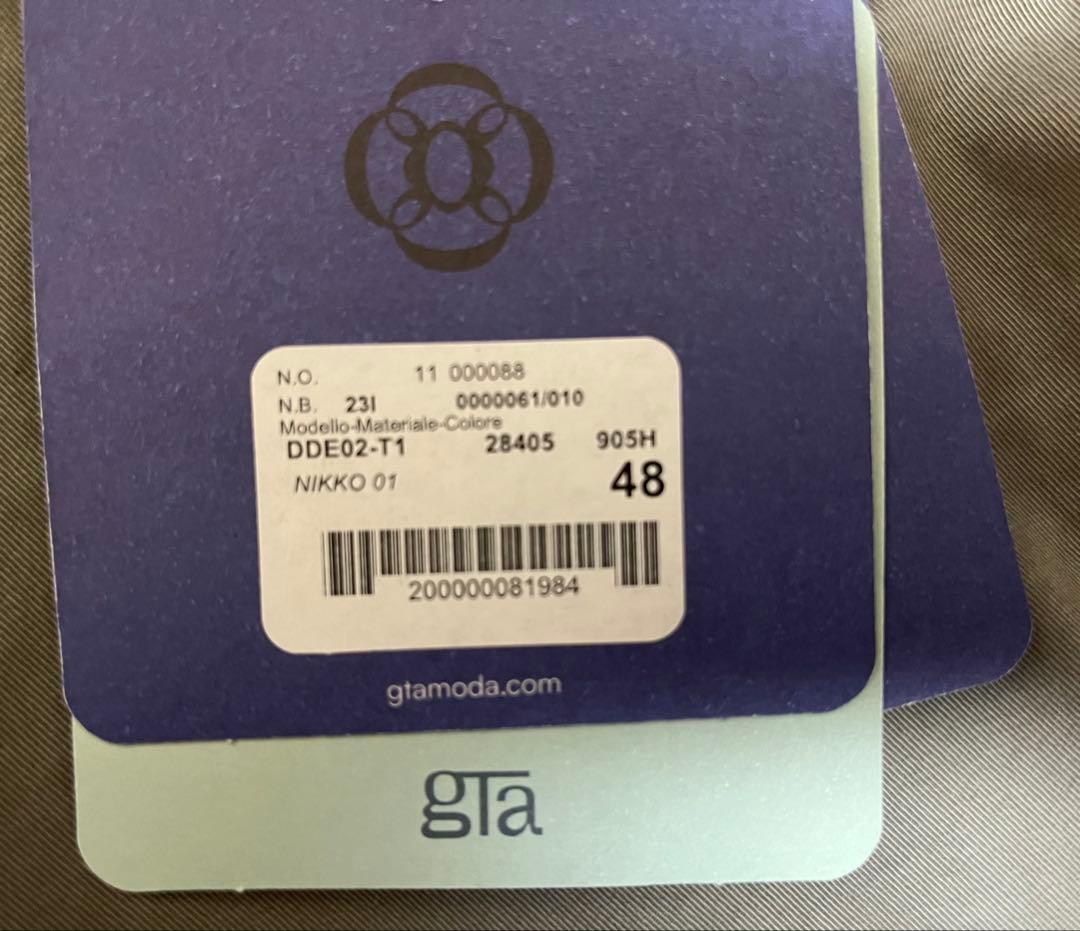 N.O. 11 000088
N.B. 23I 0000061/010
Modello-Materiale-Colore
DDE02-T1 28405 905H
NIKKO 01 48
200000081984
gtamoda.com
gta